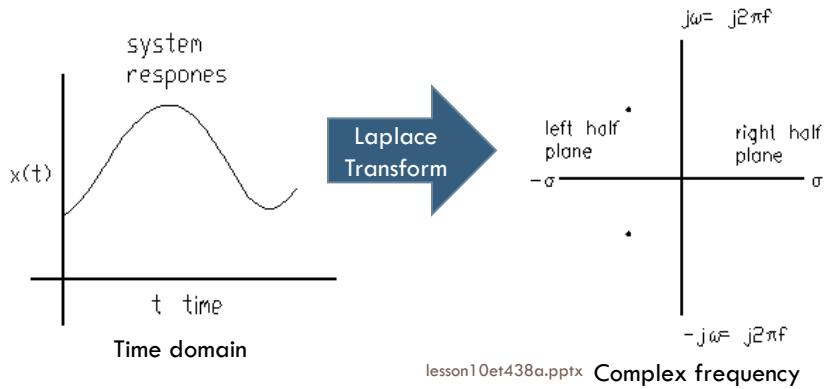 system
respones
x(t)
t time
Time domain
Laplace
Transform
jω= j2πf
left half
plane
right half
plane
-σ
σ
-jω= j2πf
lesson10et438a.pptx
Complex frequency